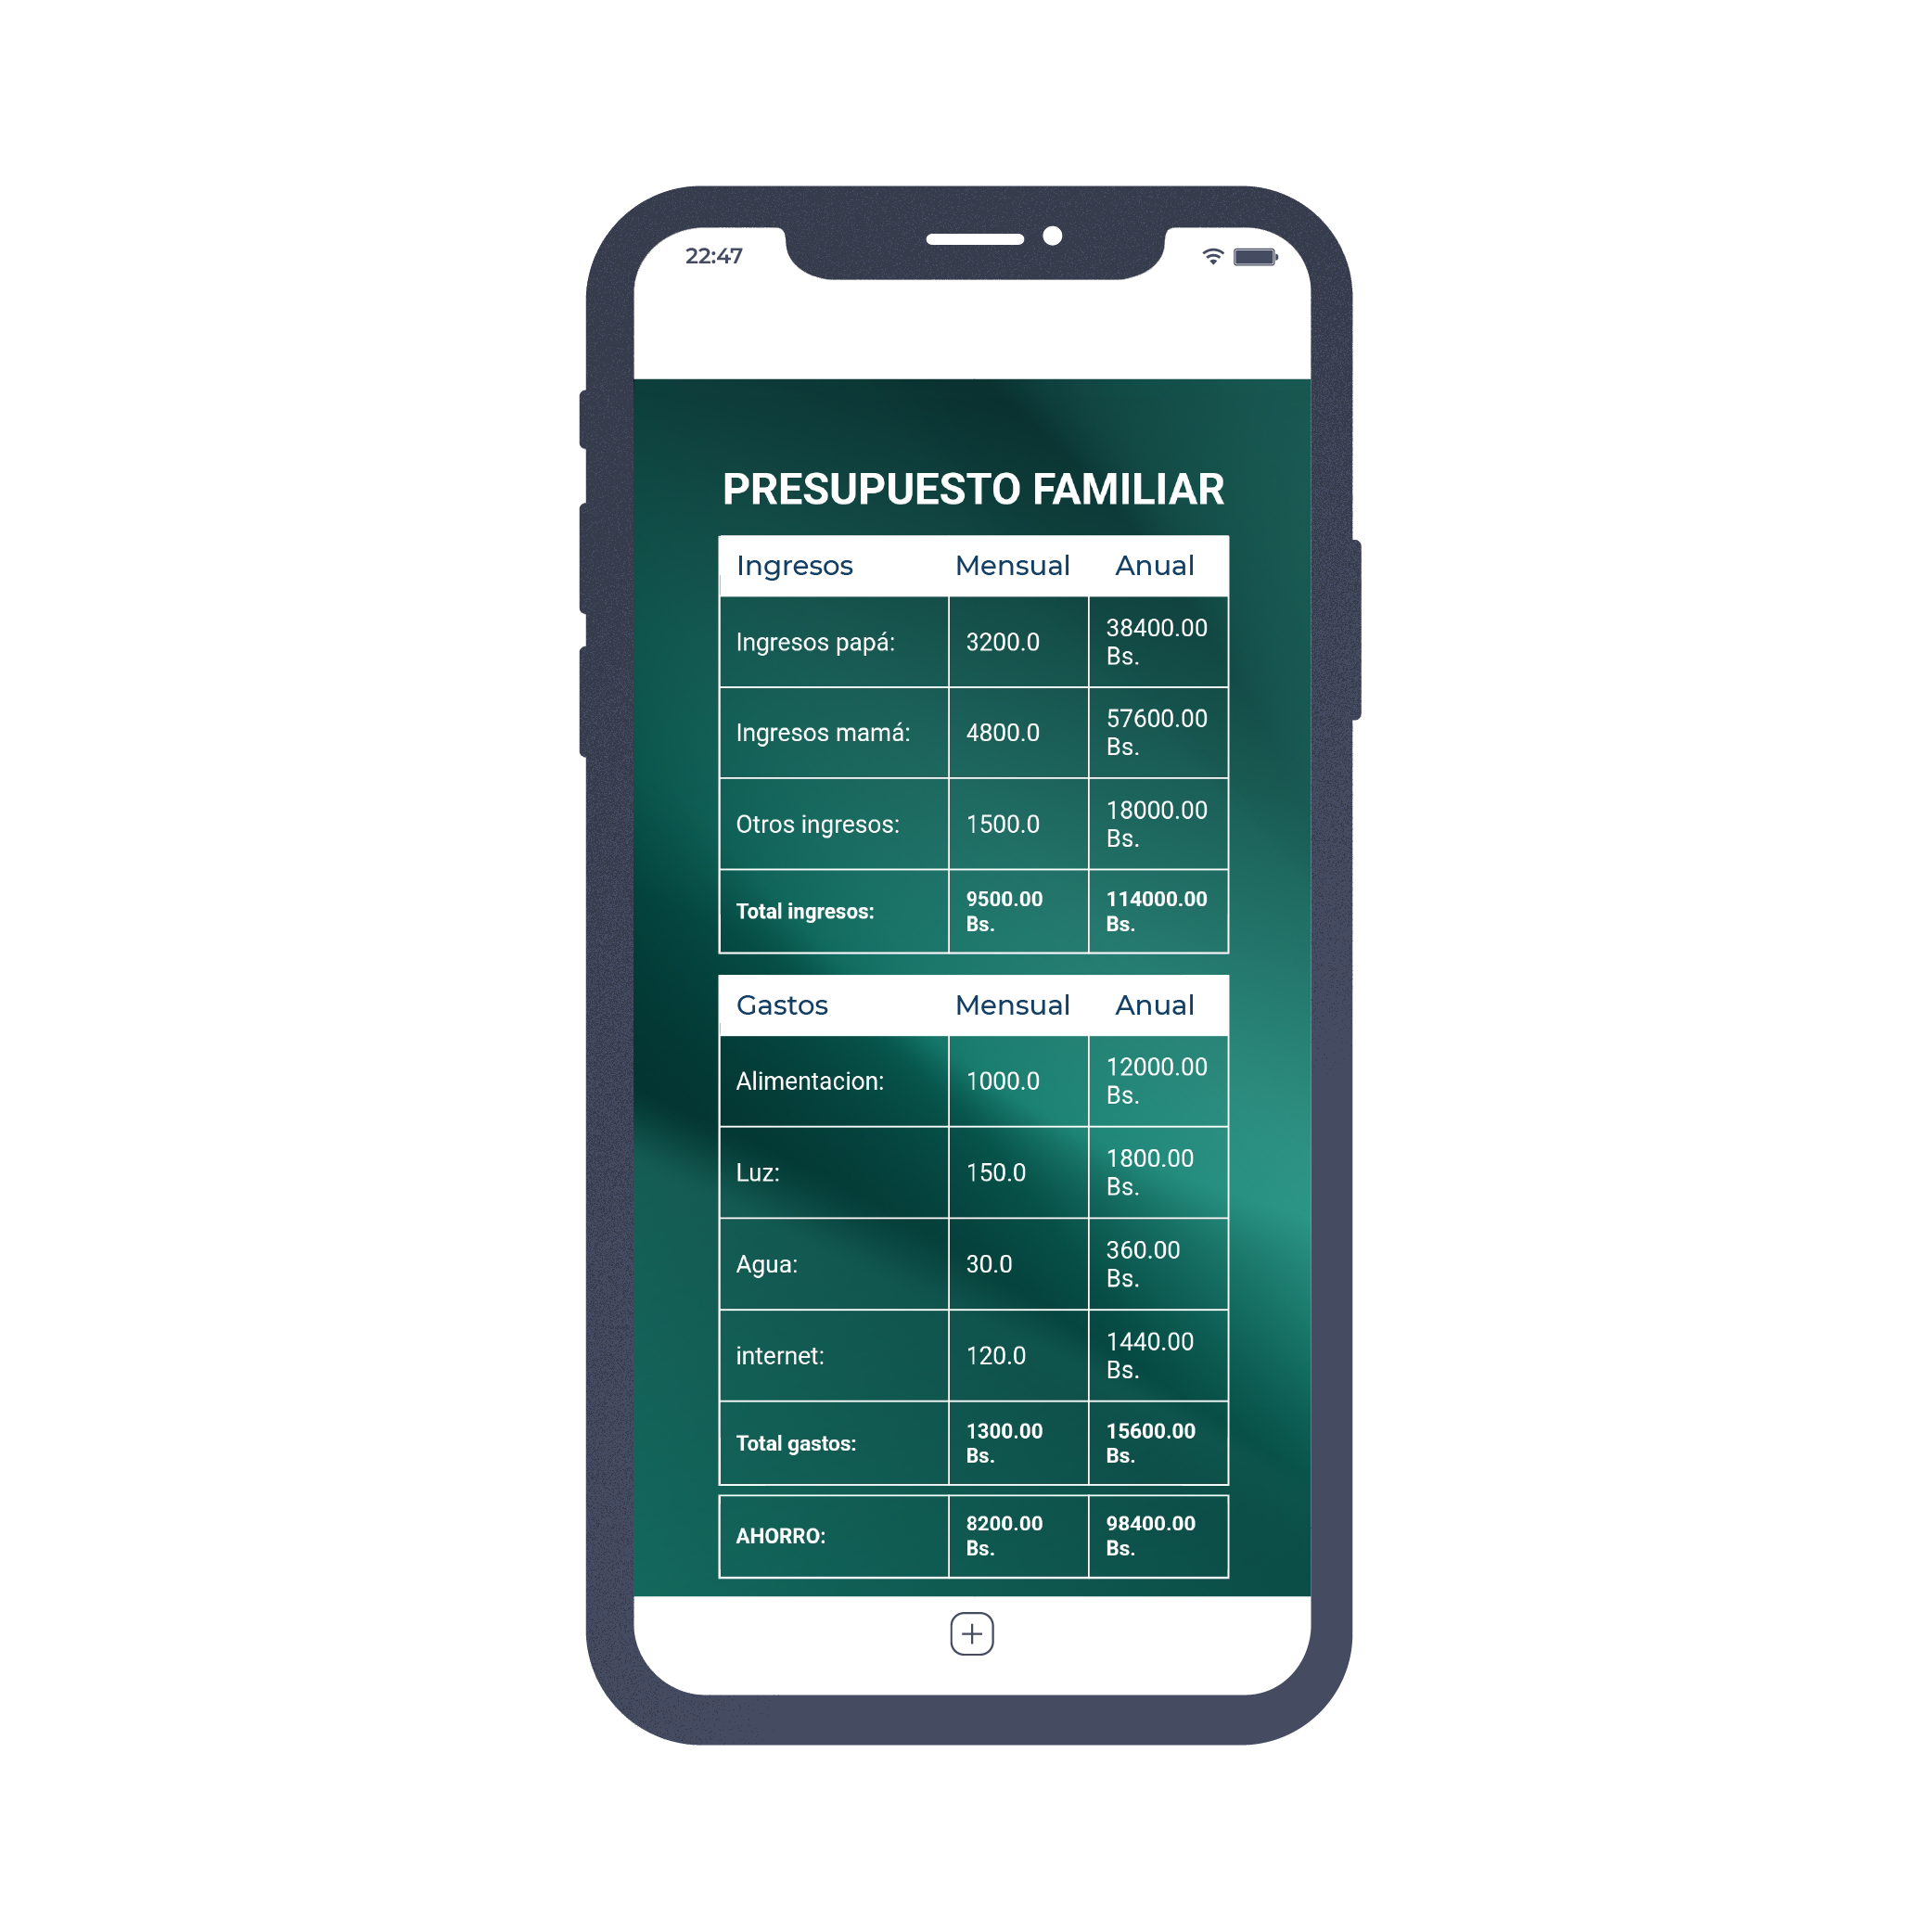 22:47
PRESUPUESTO FAMILIAR
Ingresos Mensual Anual
Ingresos papá: 3200.0 38400.00 Bs.
Ingresos mamá: 4800.0 57600.00 Bs.
Otros ingresos: 1500.0 18000.00 Bs.
Total ingresos: 9500.00 Bs. 114000.00 Bs.
Gastos Mensual Anual
Alimentacion: 1000.0 12000.00 Bs.
Luz: 150.0 1800.00 Bs.
Agua: 30.0 360.00 Bs.
internet: 120.0 1440.00 Bs.
Total gastos: 1300.00 Bs. 15600.00 Bs.
AHORRO: 8200.00 Bs. 98400.00 Bs.